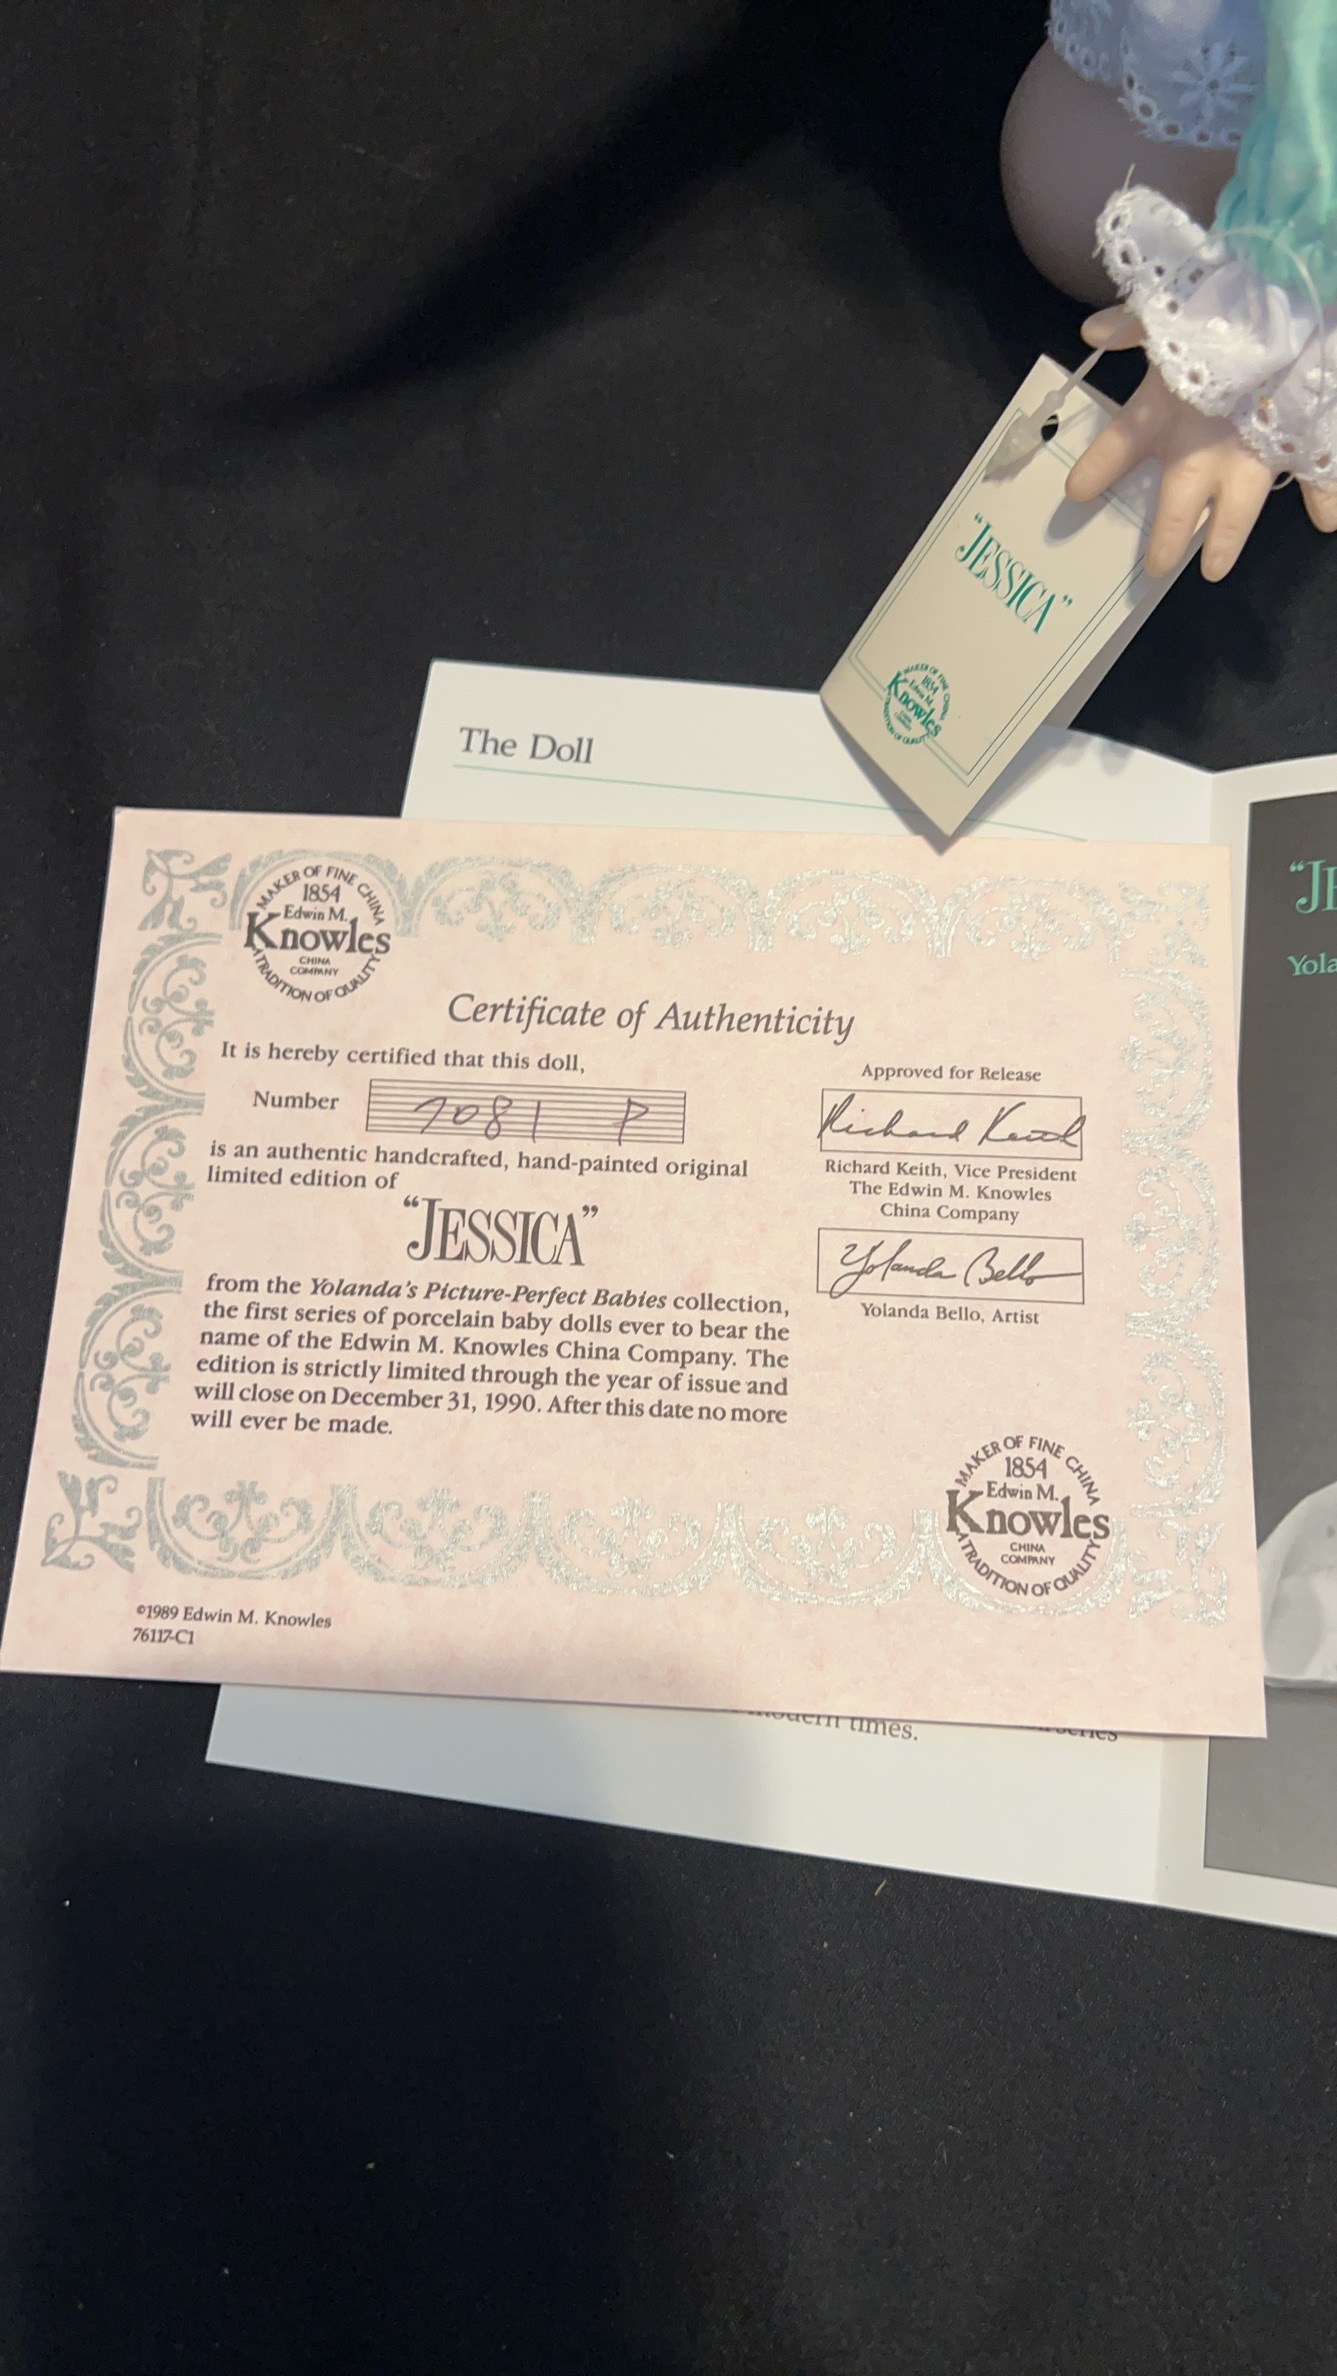 "JESSICA"
MAKER OF FINE CHINA
1854
Edwin M.
Knowles
CHINA
COMPANY
A TRADITION OF QUALITY
The Doll
"JE
Yola
MAKER OF FINE CHINA
1854
Edwin M.
Knowles
CHINA
COMPANY
A TRADITION OF QUALITY
Certificate of Authenticity
It is hereby certified that this doll,
Number 7081 P
is an authentic handcrafted, hand-painted original
limited edition of
"JESSICA"
from the Yolanda's Picture-Perfect Babies collection,
the first series of porcelain baby dolls ever to bear the
name of the Edwin M. Knowles China Company. The
edition is strictly limited through the year of issue and
will close on December 31, 1990. After this date no more
will ever be made.
Approved for Release
Richard Keith
Richard Keith, Vice President
The Edwin M. Knowles
China Company
Yolanda Bello
Yolanda Bello, Artist
MAKER OF FINE CHINA
1854
Edwin M.
Knowles
CHINA
COMPANY
A TRADITION OF QUALITY
©1989 Edwin M. Knowles
76117-C1
modern times.
series